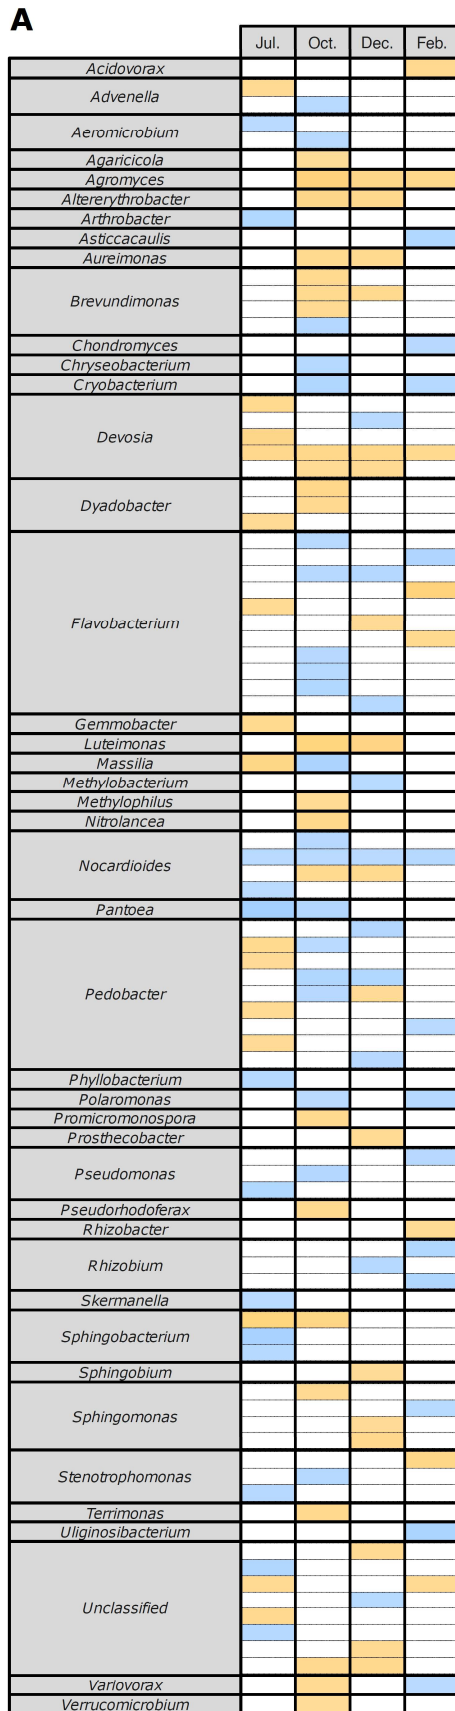 A
Jul. Oct. Dec. Feb.
Acidovorax
Advenella
Aeromicrobium
Agaricicola
Agromyces
Altererythrobacter
Arthrobacter
Asticcacaulis
Aureimonas
Brevundimonas
Chondromyces
Chryseobacterium
Cryobacterium
Devosia
Dyadobacter
Flavobacterium
Gemmobacter
Luteimonas
Massilia
Methylobacterium
Methylophilus
Nitrolancea
Nocardioides
Pantoea
Pedobacter
Phyllobacterium
Polaromonas
Promicromonospora
Prosthecobacter
Pseudomonas
Pseudorhodoferax
Rhizobacter
Rhizobium
Skermanella
Sphingobacterium
Sphingobium
Sphingomonas
Stenotrophomonas
Terrimonas
Uliginosibacterium
Unclassified
Variovorax
Verrucomicrobium